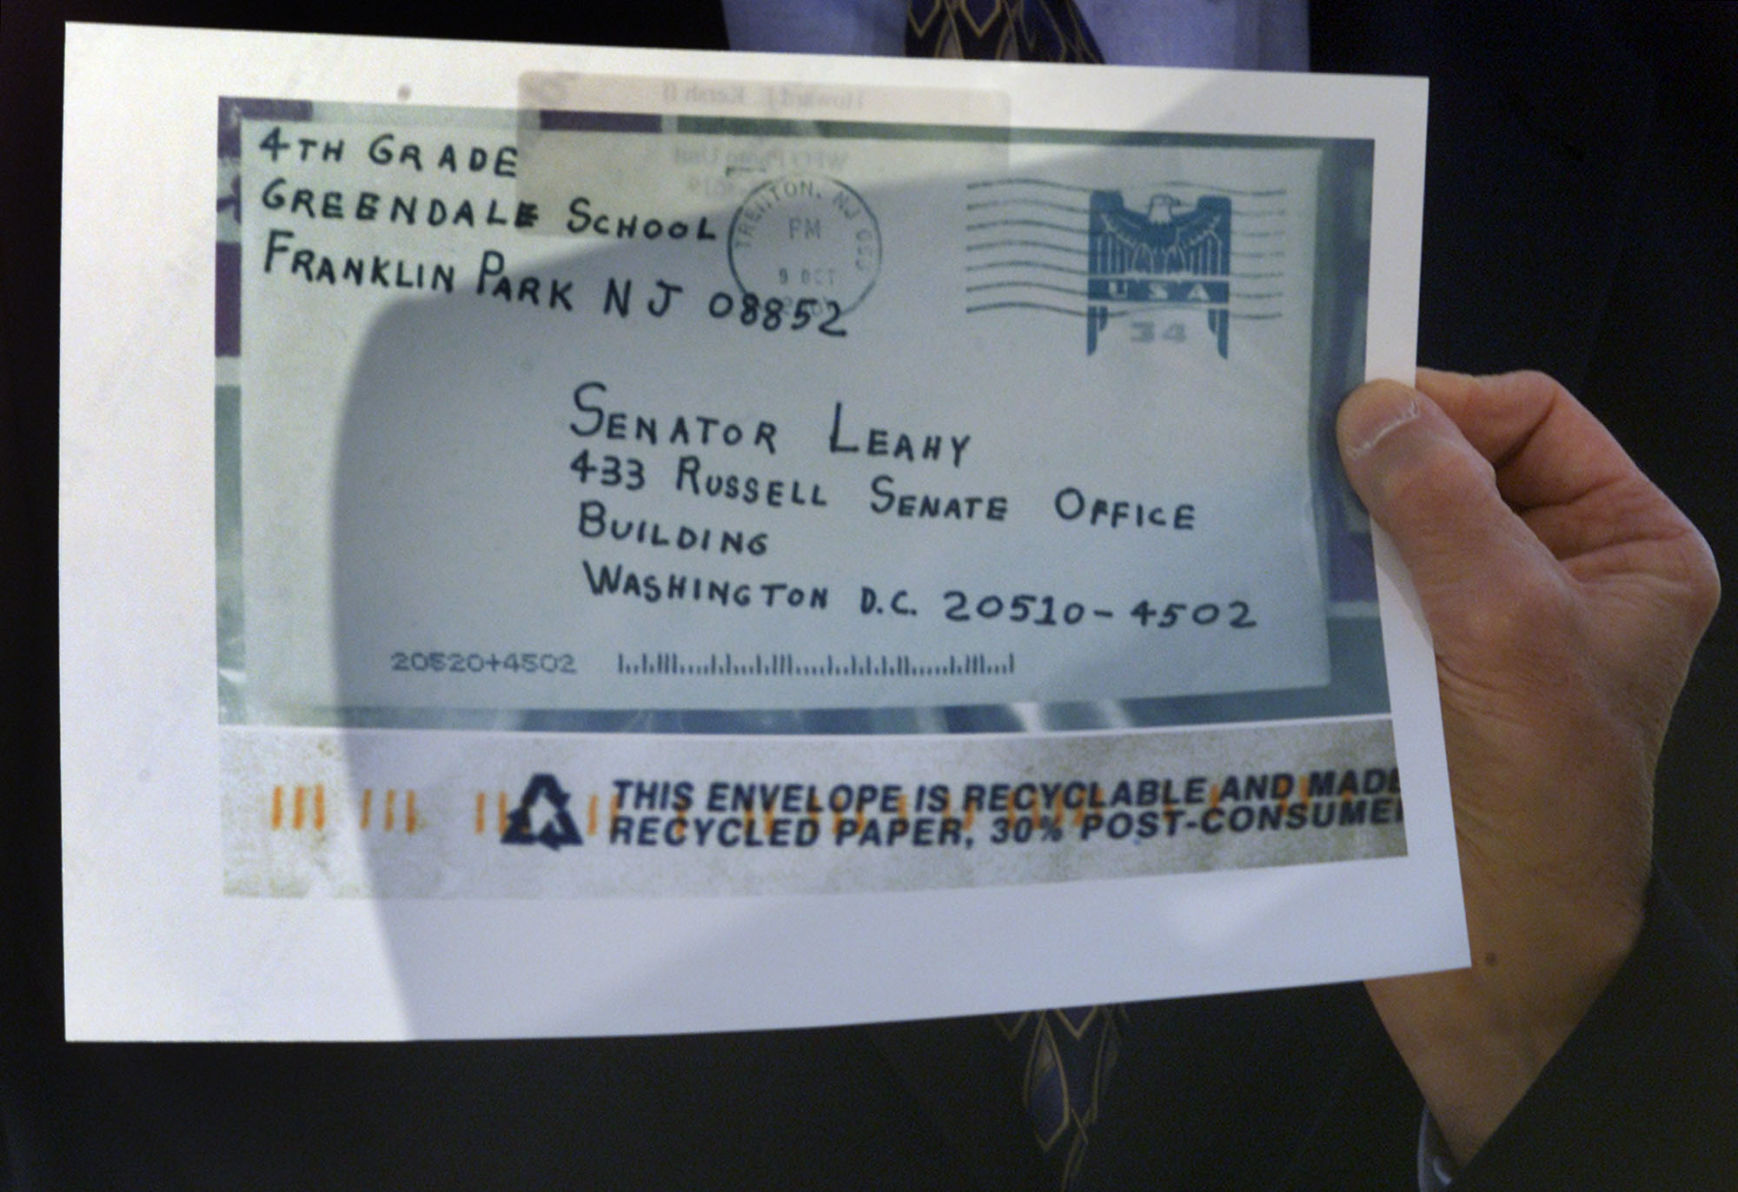 4TH GRADE
GREENDALE SCHOOL
FRANKLIN PARK NJ 08852
TRENTON, NJ
PM
9 OCT
USA
34
SENATOR LEAHY
433 RUSSELL SENATE OFFICE
BUILDING
WASHINGTON D.C. 20510-4502
20520+4502
THIS ENVELOPE IS RECYCLABLE AND MADE
RECYCLED PAPER, 30% POST-CONSUME